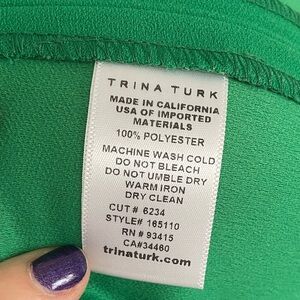 TRINA TURK
MADE IN CALIFORNIA
USA OF IMPORTED
MATERIALS
100% POLYESTER
MACHINE WASH COLD
DO NOT BLEACH
DO NOT UMBLE DRY
WARM IRON
DRY CLEAN
CUT # 6234
STYLE# 165110
RN # 93415
CA#34460
trinaturk.com